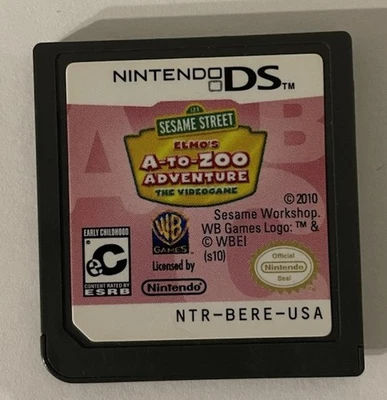 NINTENDO DS™
123 SESAME STREET
ELMO'S
A-TO-ZOO
ADVENTURE
THE VIDEOGAME
©2010
Sesame Workshop.
WB Games Logo: ™ &
© WBEI
(s10)
EARLY CHILDHOOD
eC
CONTENT RATED BY
ESRB
WB
GAMES
Licensed by
Nintendo
Official
Nintendo
Seal
NTR-BERE-USA